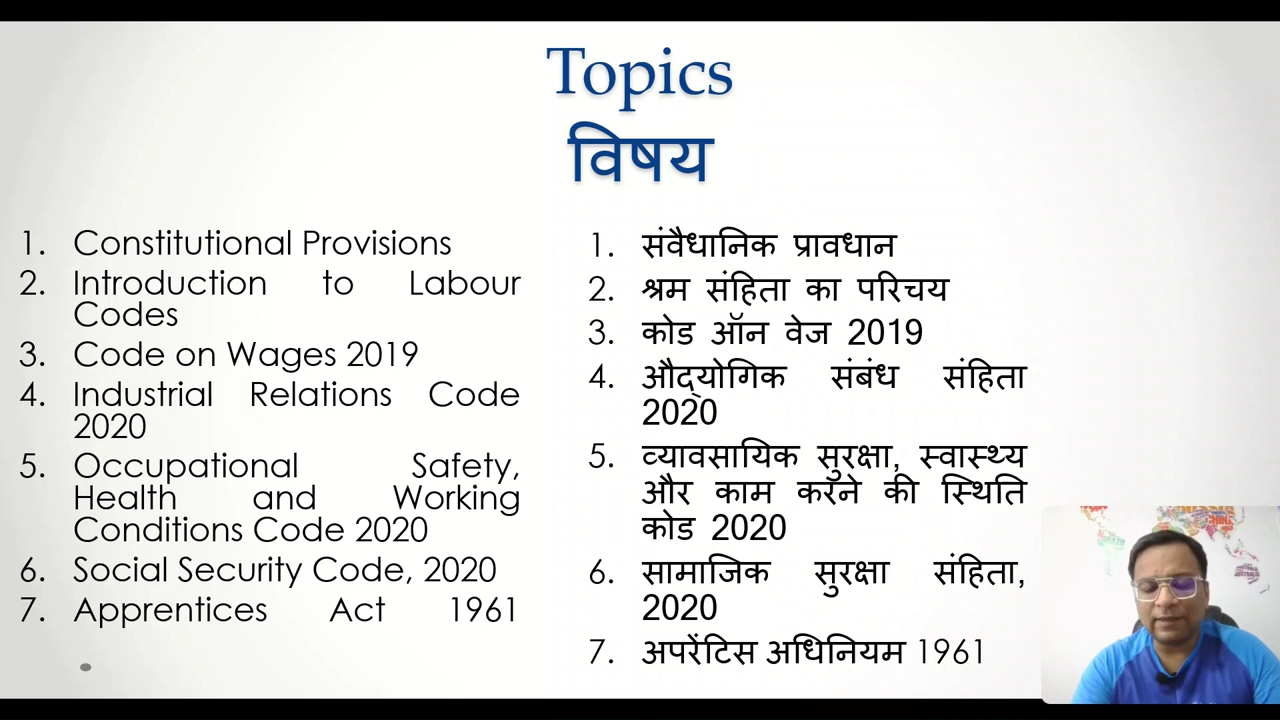 Topics
विषय
1. Constitutional Provisions
2. Introduction to Labour
Codes
3. Code on Wages 2019
4. Industrial Relations Code
2020
5. Occupational Safety,
Health and Working
Conditions Code 2020
6. Social Security Code, 2020
7. Apprentices Act 1961
1. संवैधानिक प्रावधान
2. श्रम संहिता का परिचय
3. कोड ऑन वेज 2019
4. औद्योगिक संबंध संहिता
2020
5. व्यावसायिक सुरक्षा, स्वास्थ्य
और काम करने की स्थिति
कोड 2020
6. सामाजिक सुरक्षा संहिता,
2020
7. अपरेंटिस अधिनियम 1961